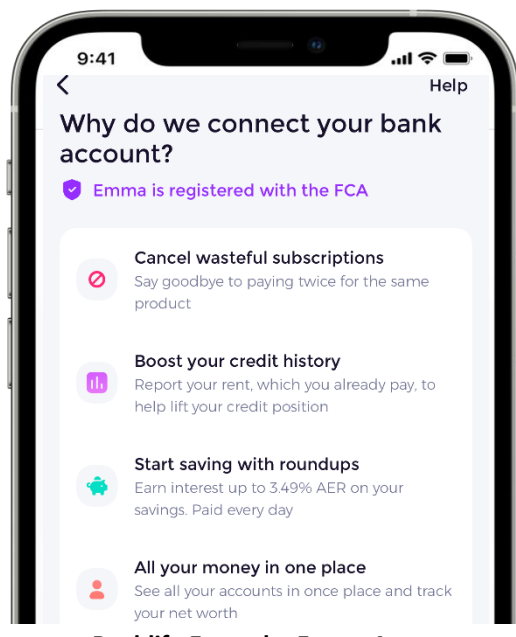 9:41
Help
Why do we connect your bank
account?
Emma is registered with the FCA
Cancel wasteful subscriptions
Say goodbye to paying twice for the same
product
Boost your credit history
Report your rent, which you already pay, to
help lift your credit position
Start saving with roundups
Earn interest up to 3.49% AER on your
savings. Paid every day
All your money in one place
See all your accounts in once place and track
your net worth